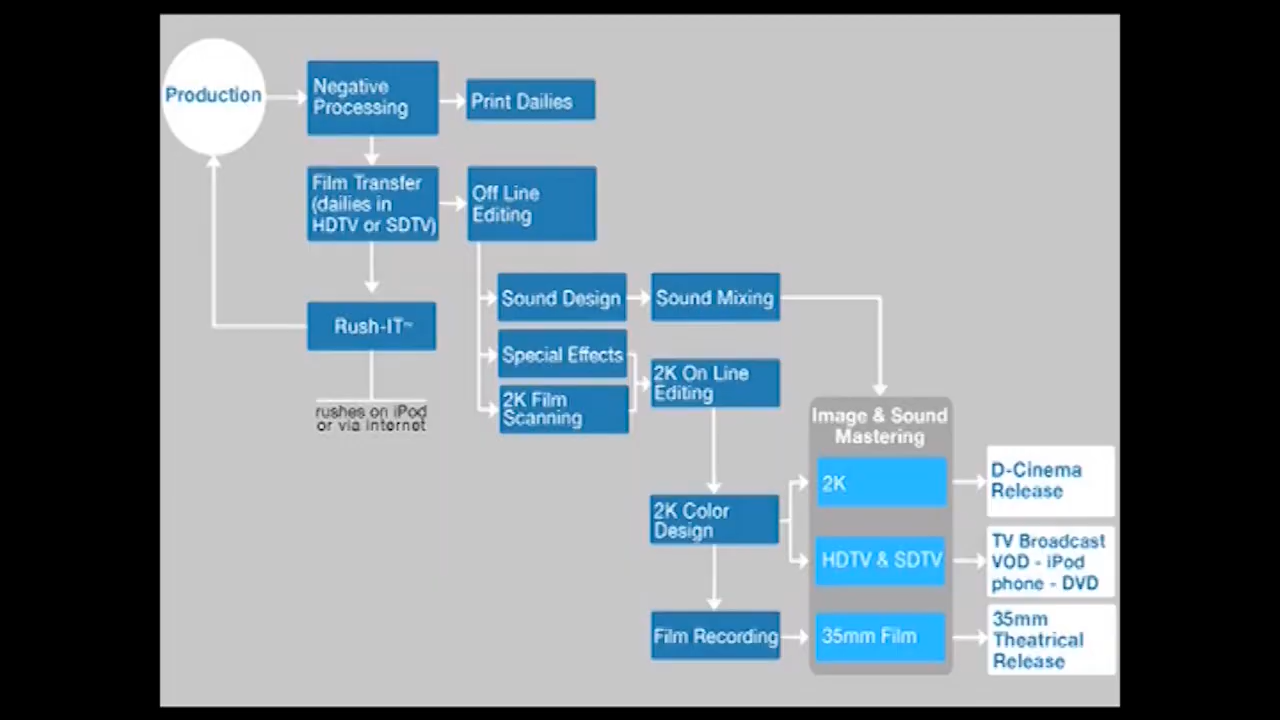 Production
Negative
Processing
Print Dailies
Film Transfer
(dailies in
HDTV or SDTV)
Off Line
Editing
Sound Design
Sound Mixing
Rush-IT™
Special Effects
2K On Line
Editing
2K Film
Scanning
rushes on iPod
or via internet
Image & Sound
Mastering
2K
D-Cinema
Release
2K Color
Design
HDTV & SDTV
TV Broadcast
VOD - iPod
phone - DVD
Film Recording
35mm Film
35mm
Theatrical
Release